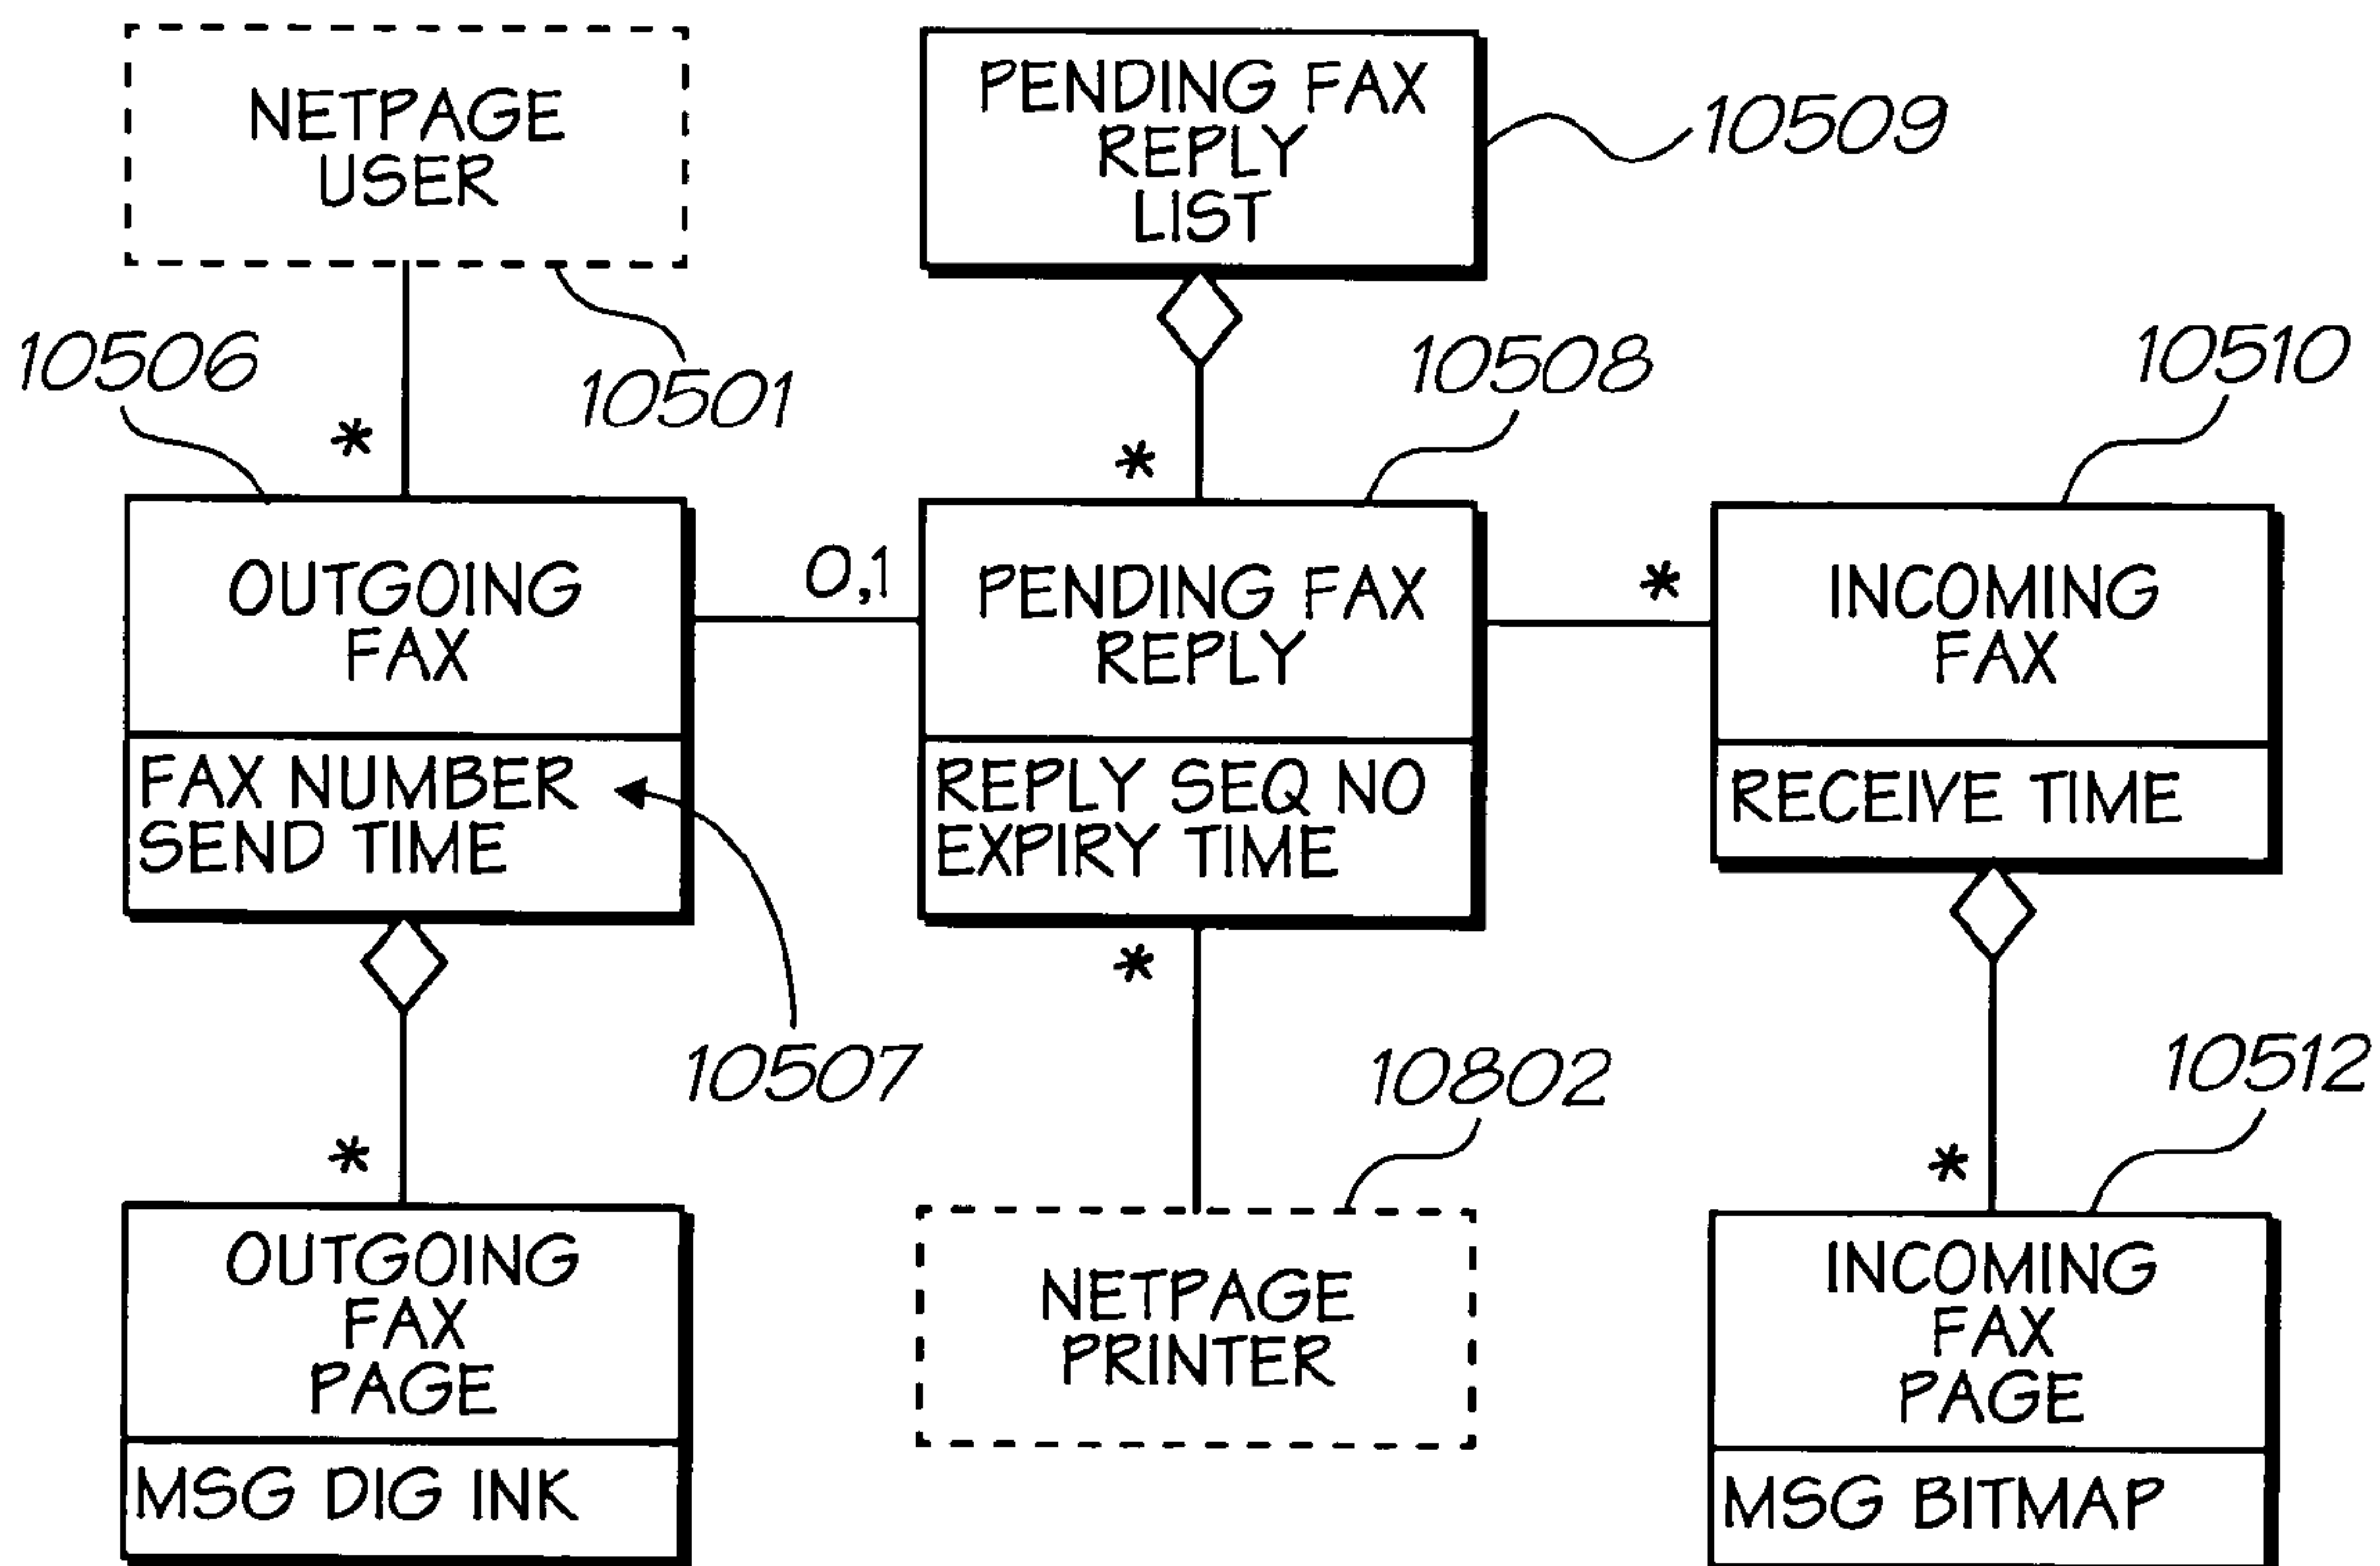 NETPAGE
USER
PENDING FAX
REPLY
LIST
10509
10506
10501
10508
10510
*
*
OUTGOING
FAX
0,1
PENDING FAX
REPLY
*
INCOMING
FAX
FAX NUMBER
SEND TIME
REPLY SEQ NO
EXPIRY TIME
RECEIVE TIME
*
10507
10802
10512
*
*
OUTGOING
FAX
PAGE
MSG DIG INK
NETPAGE
PRINTER
INCOMING
FAX
PAGE
MSG BITMAP